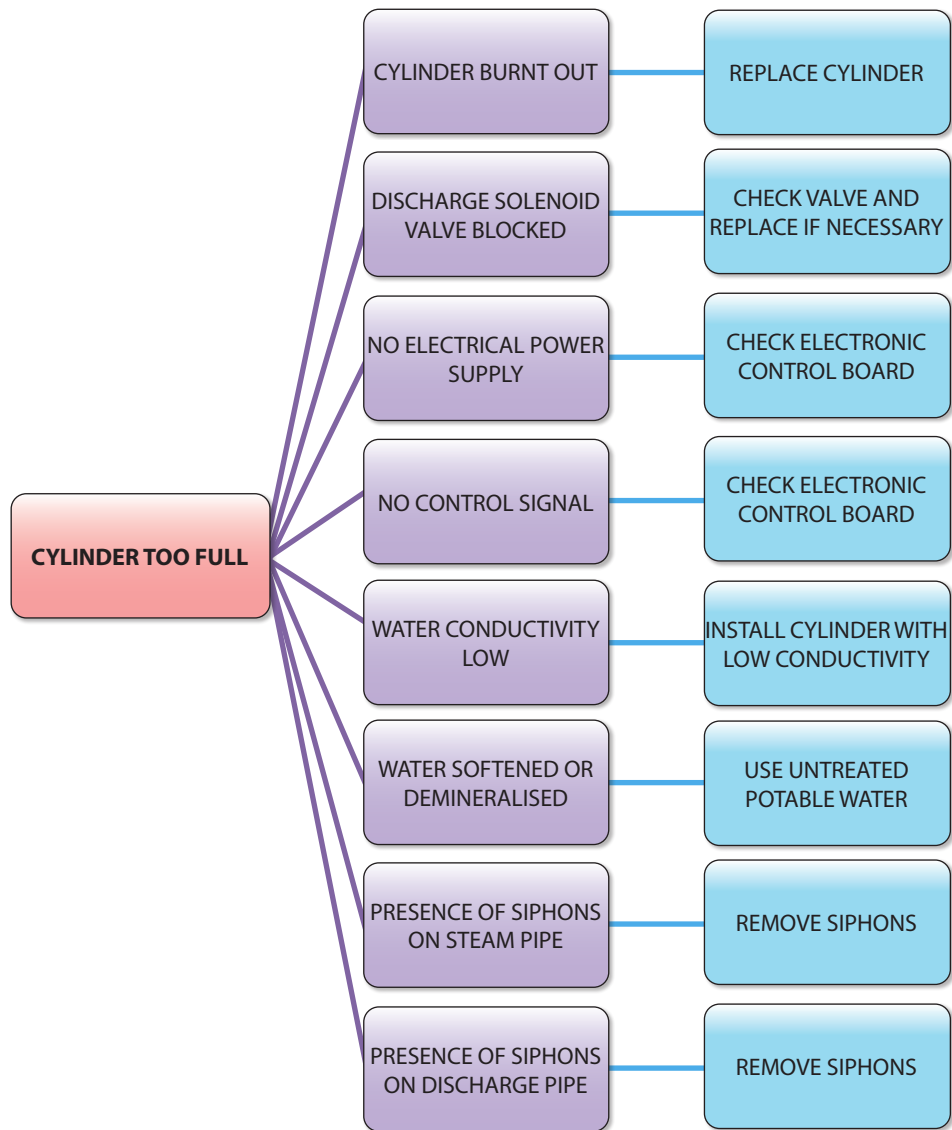 CYLINDER BURNT OUT
REPLACE CYLINDER
DISCHARGE SOLENOID
VALVE BLOCKED
CHECK VALVE AND
REPLACE IF NECESSARY
NO ELECTRICAL POWER
SUPPLY
CHECK ELECTRONIC
CONTROL BOARD
NO CONTROL SIGNAL
CHECK ELECTRONIC
CONTROL BOARD
CYLINDER TOO FULL
WATER CONDUCTIVITY
LOW
INSTALL CYLINDER WITH
LOW CONDUCTIVITY
WATER SOFTENED OR
DEMINERALISED
USE UNTREATED
POTABLE WATER
PRESENCE OF SIPHONS
ON STEAM PIPE
REMOVE SIPHONS
PRESENCE OF SIPHONS
ON DISCHARGE PIPE
REMOVE SIPHONS